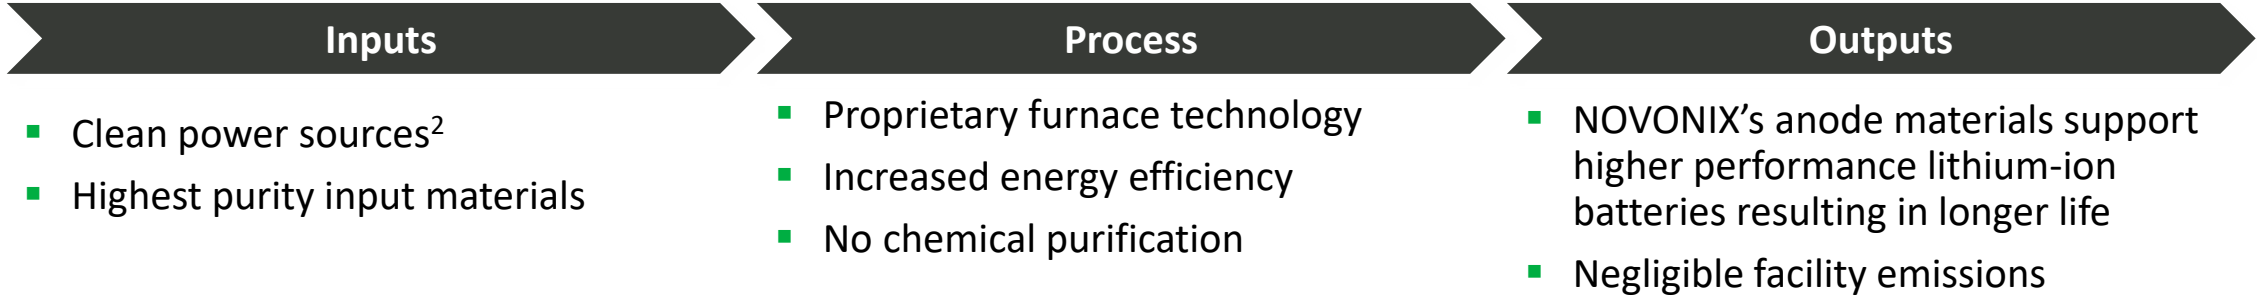 Inputs
Clean power sources²
Highest purity input materials
Process
Proprietary furnace technology
Increased energy efficiency
No chemical purification
Outputs
NOVONIX’s anode materials support
higher performance lithium-ion
batteries resulting in longer life
Negligible facility emissions